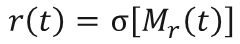 r(t) = σ[M_r(t)]